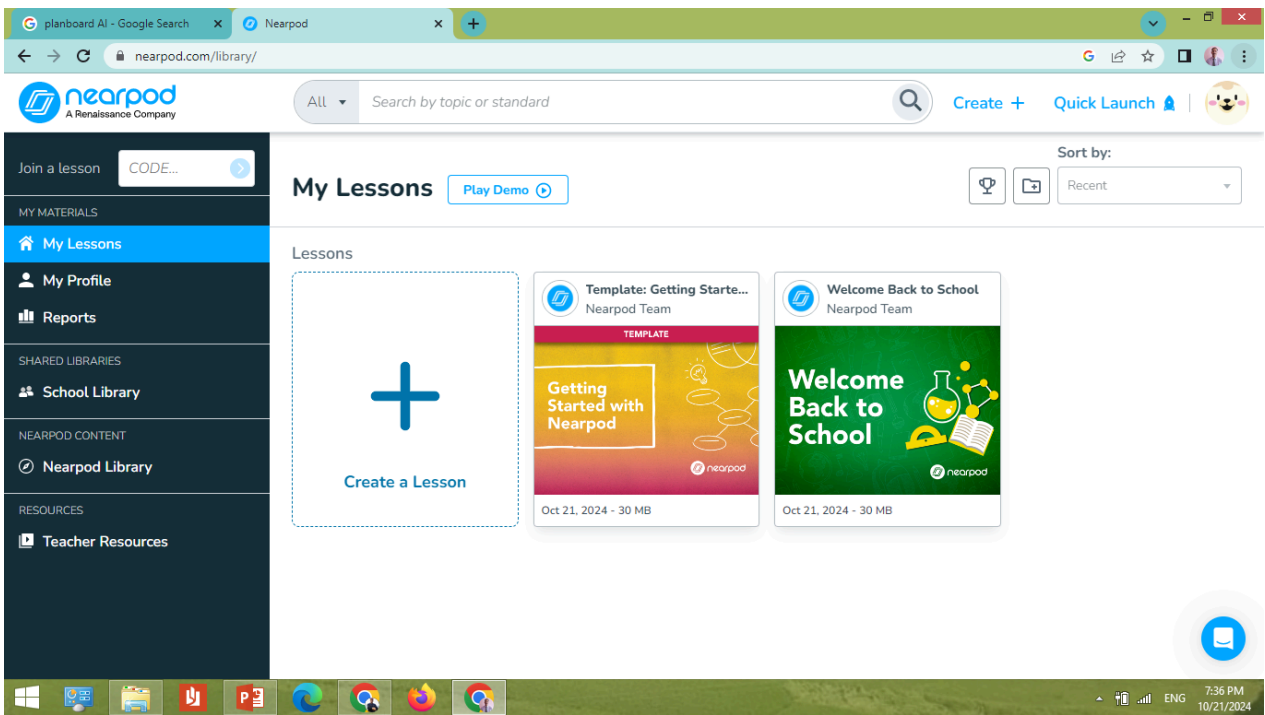 planboard AI - Google Search
Nearpod
nearpod.com/library/
nearpod
A Renaissance Company
All
Search by topic or standard
Create +
Quick Launch
Join a lesson
CODE...
MY MATERIALS
My Lessons
My Profile
Reports
SHARED LIBRARIES
School Library
NEARPOD CONTENT
Nearpod Library
RESOURCES
Teacher Resources
My Lessons
Play Demo
Sort by:
Recent
Lessons
Create a Lesson
Template: Getting Starte...
Nearpod Team
TEMPLATE
Getting
Started with
Nearpod
nearpod
Oct 21, 2024 - 30 MB
Welcome Back to School
Nearpod Team
Welcome
Back to
School
nearpod
Oct 21, 2024 - 30 MB
ENG
7:36 PM
10/21/2024